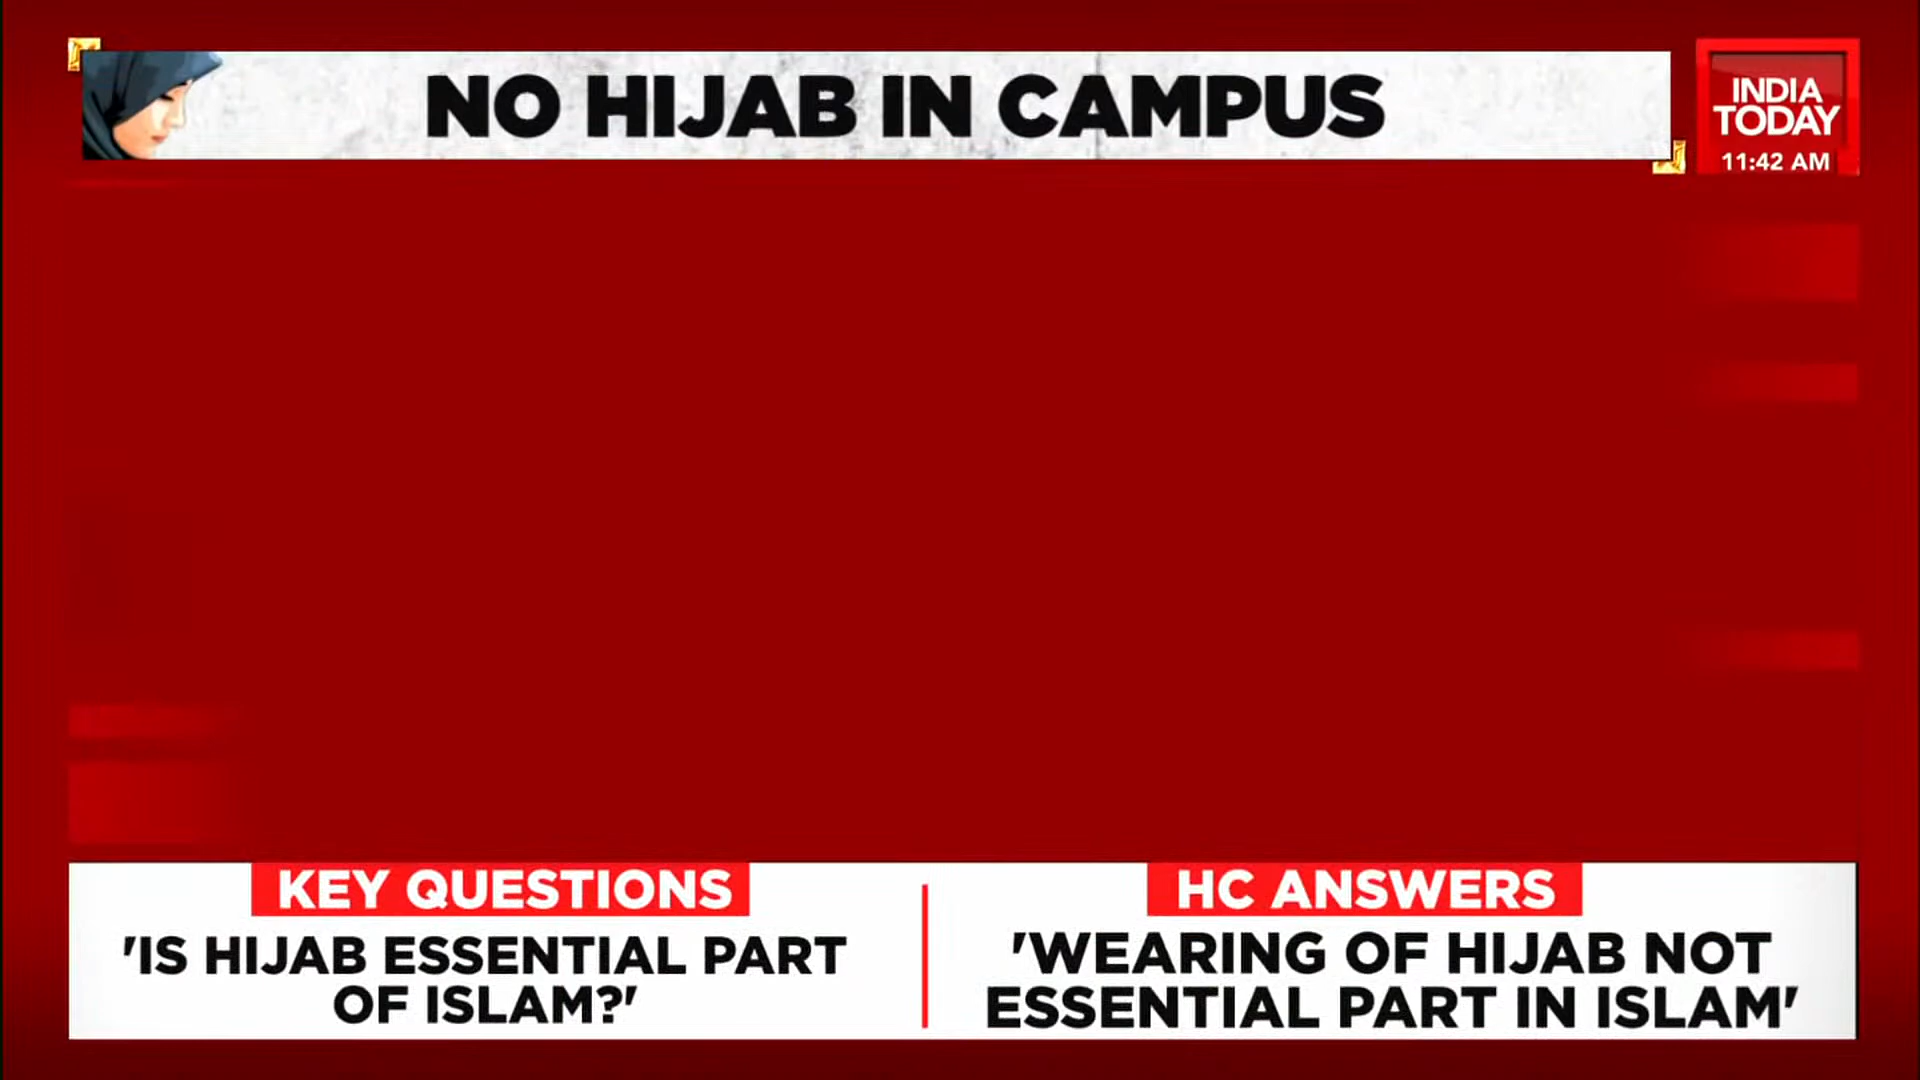 NO HIJAB IN CAMPUS
INDIA
TODAY
11:42 AM
KEY QUESTIONS
'IS HIJAB ESSENTIAL PART
OF ISLAM?'
HC ANSWERS
'WEARING OF HIJAB NOT
ESSENTIAL PART IN ISLAM'